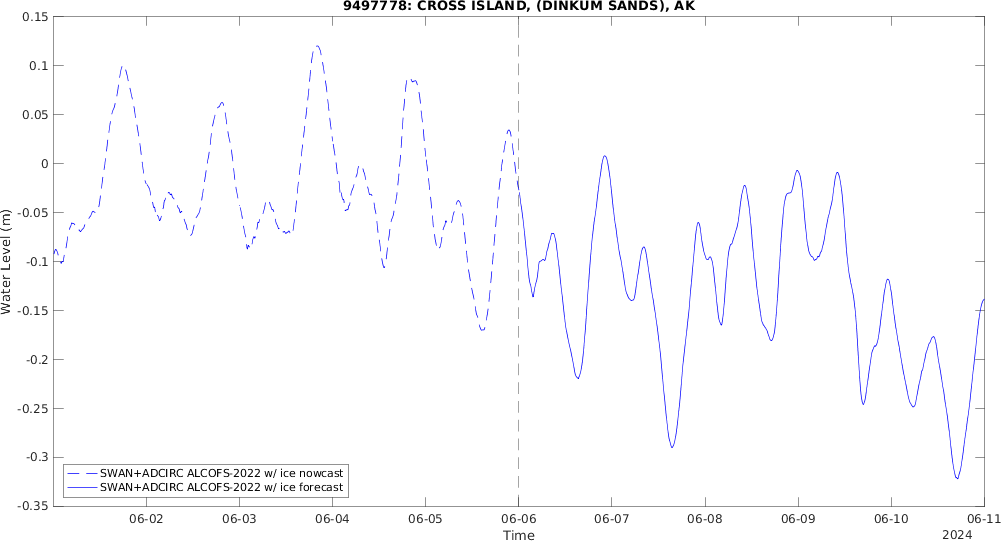 9497778: CROSS ISLAND, (DINKUM SANDS), AK
0.15
0.1
0.05
0
-0.05
-0.1
-0.15
-0.2
-0.25
-0.3
-0.35
Water Level (m)
SWAN+ADCIRC ALCOFS-2022 w/ ice nowcast
SWAN+ADCIRC ALCOFS-2022 w/ ice forecast
06-02 06-03 06-04 06-05 06-06 06-07 06-08 06-09 06-10 06-11
Time
2024